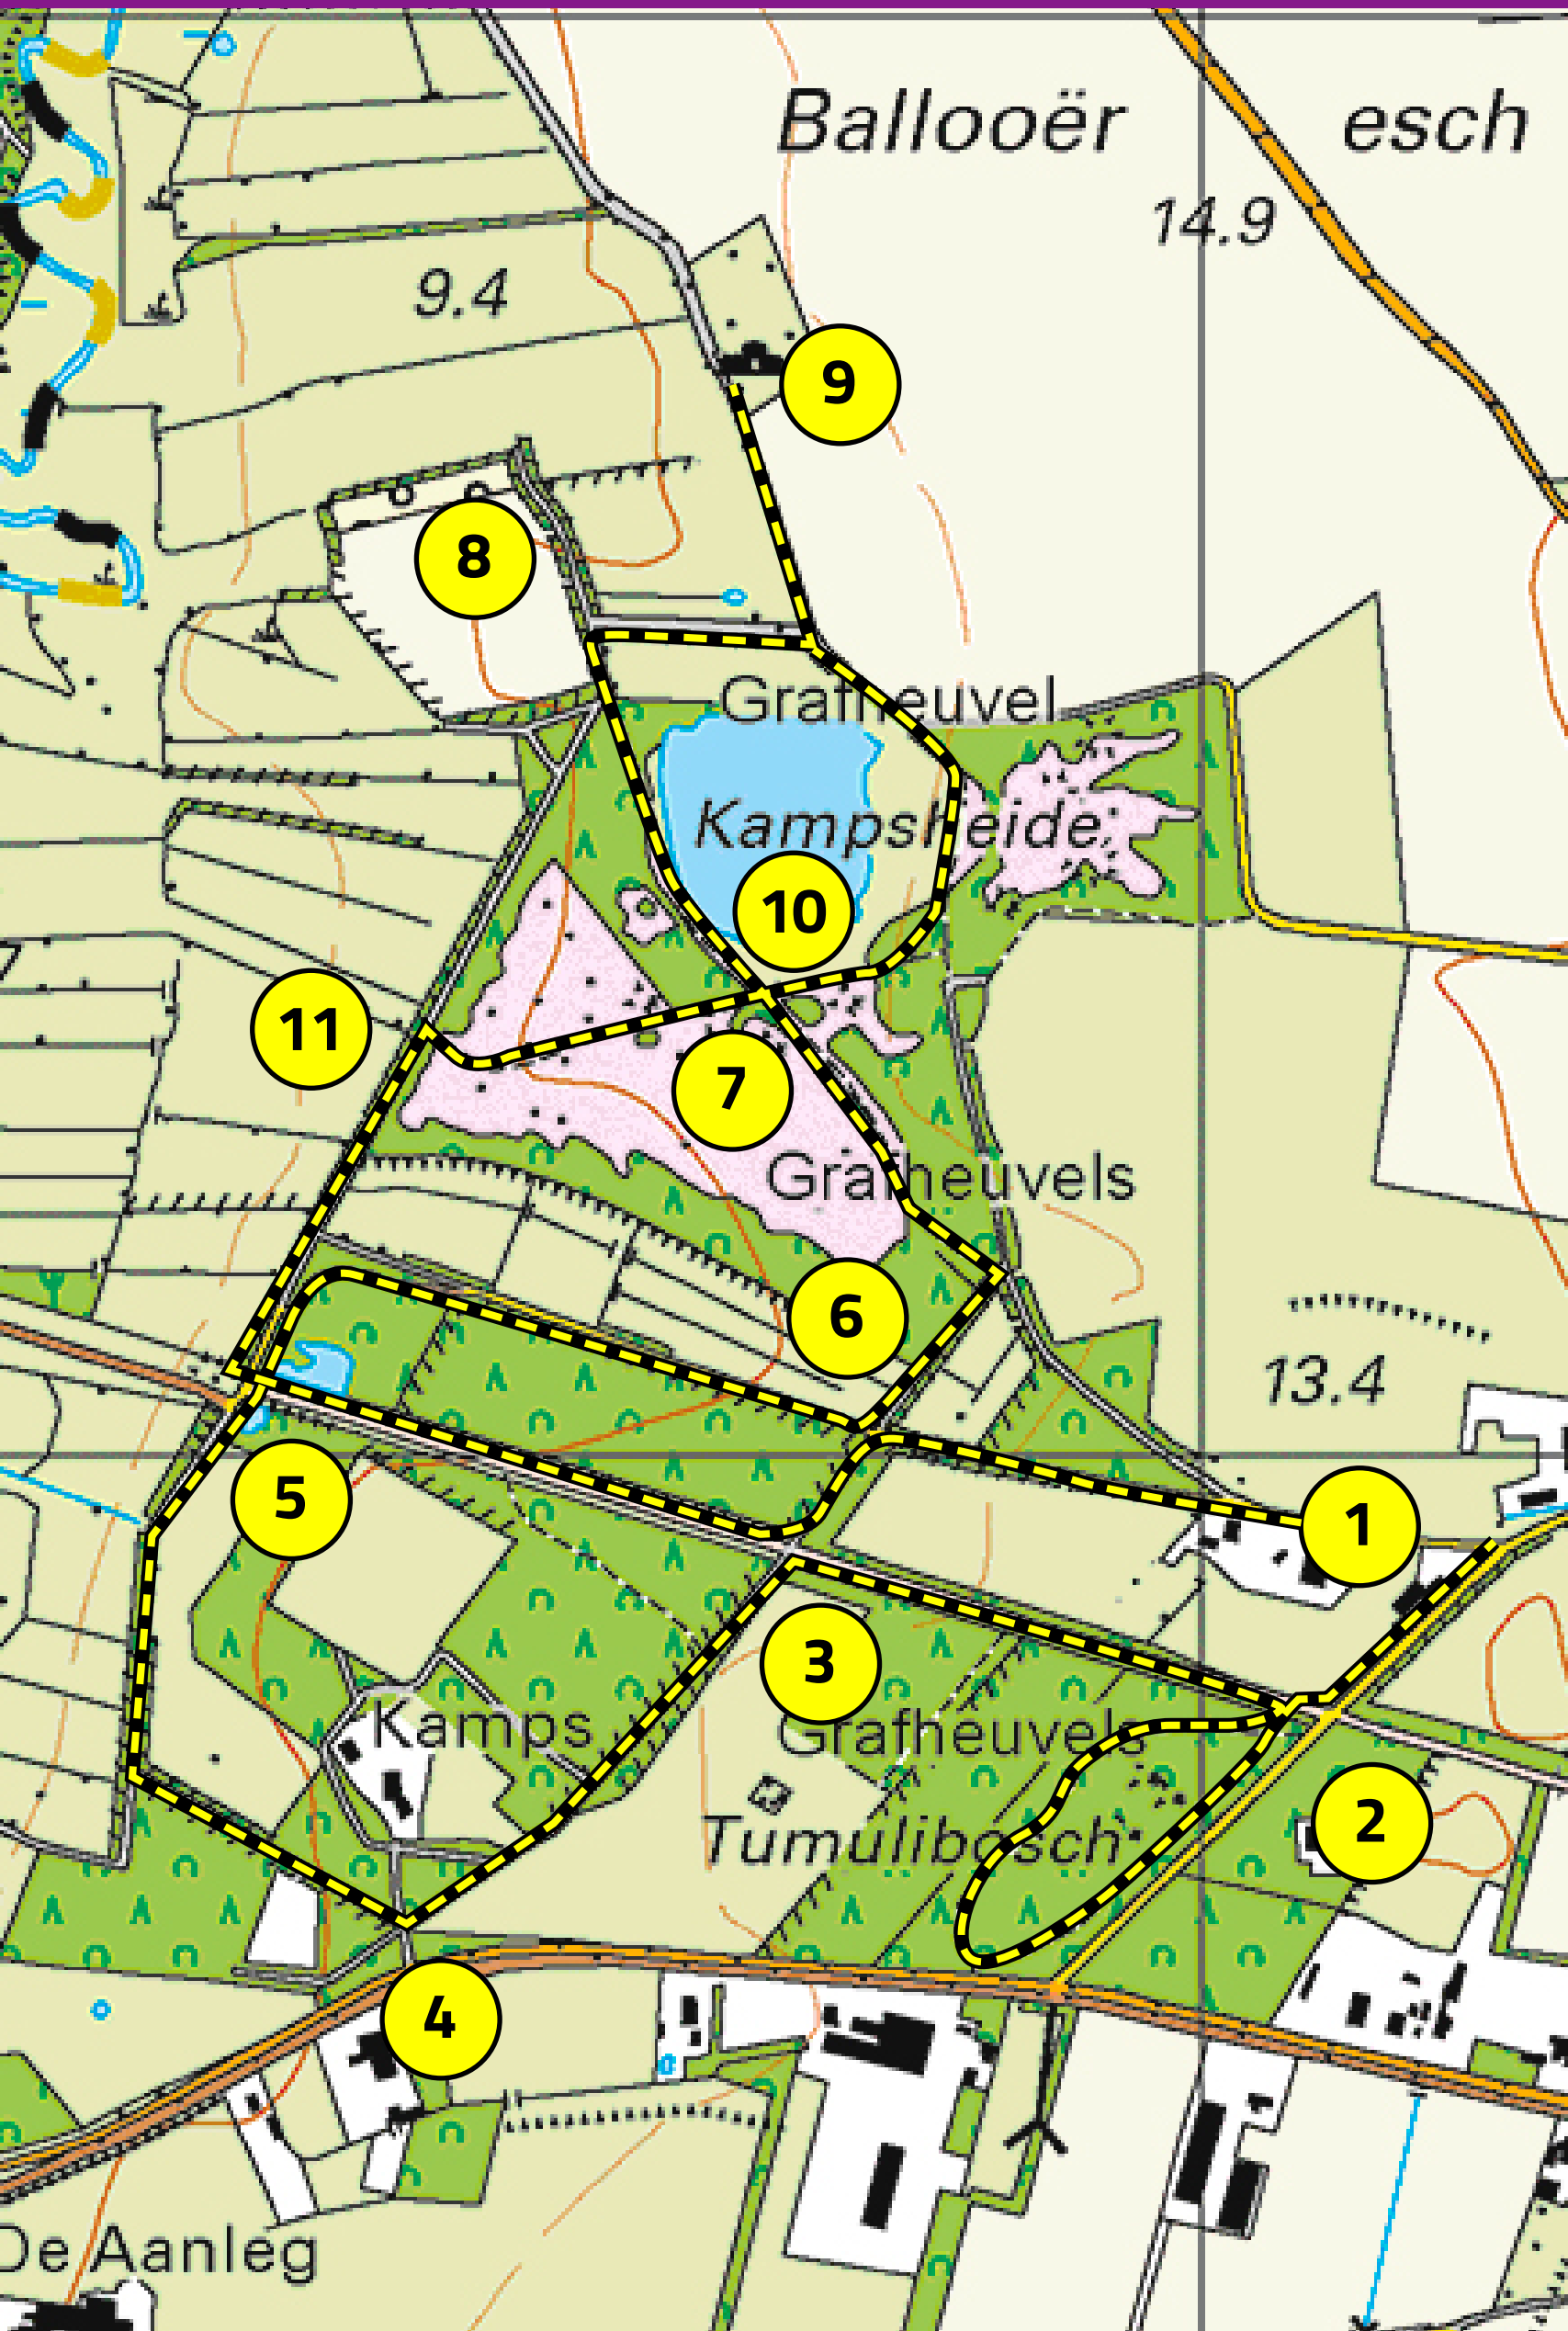 Ballooër esch
14.9
9.4
9
8
Grafheuvel
Kampsheide
10
11
7
Grafheuvels
6
13.4
5
1
3
Kamps
Grafheuvels
2
Tumulibosch
4
De Aanleg